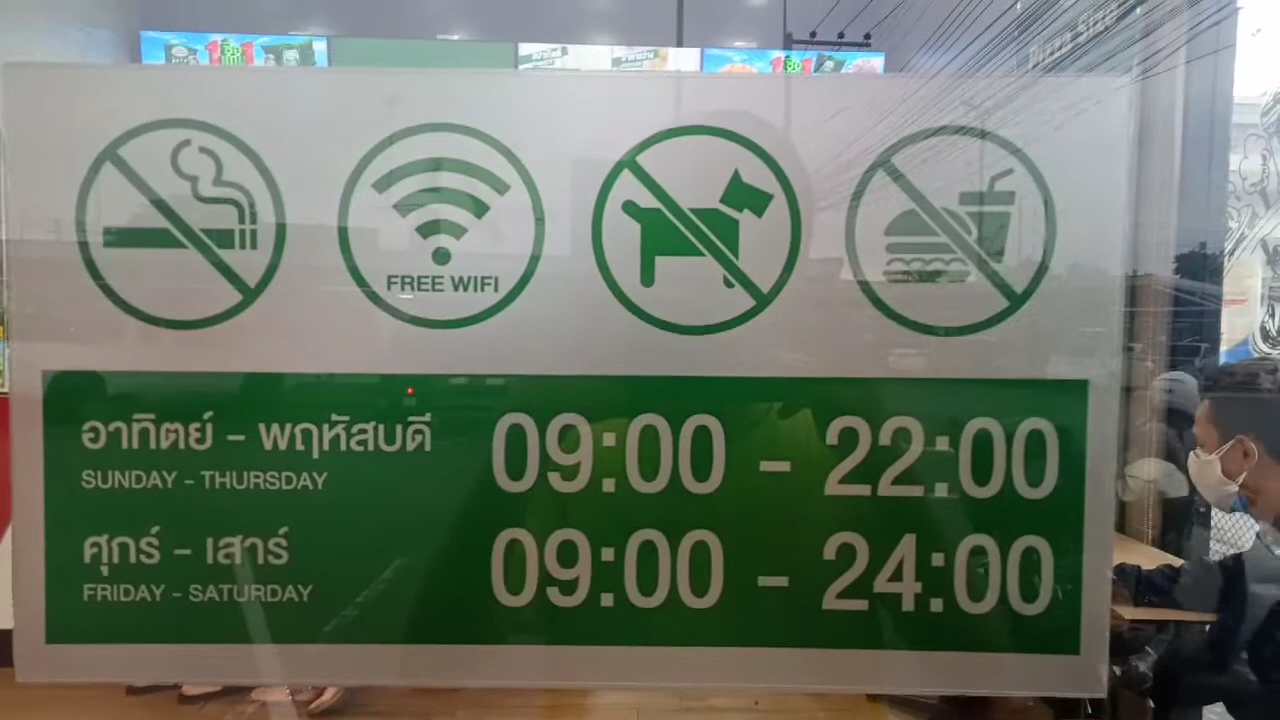 FREE WIFI
อาทิตย์ - พฤหัสบดี 09:00 - 22:00
SUNDAY - THURSDAY
ศุกร์ - เสาร์ 09:00 - 24:00
FRIDAY - SATURDAY